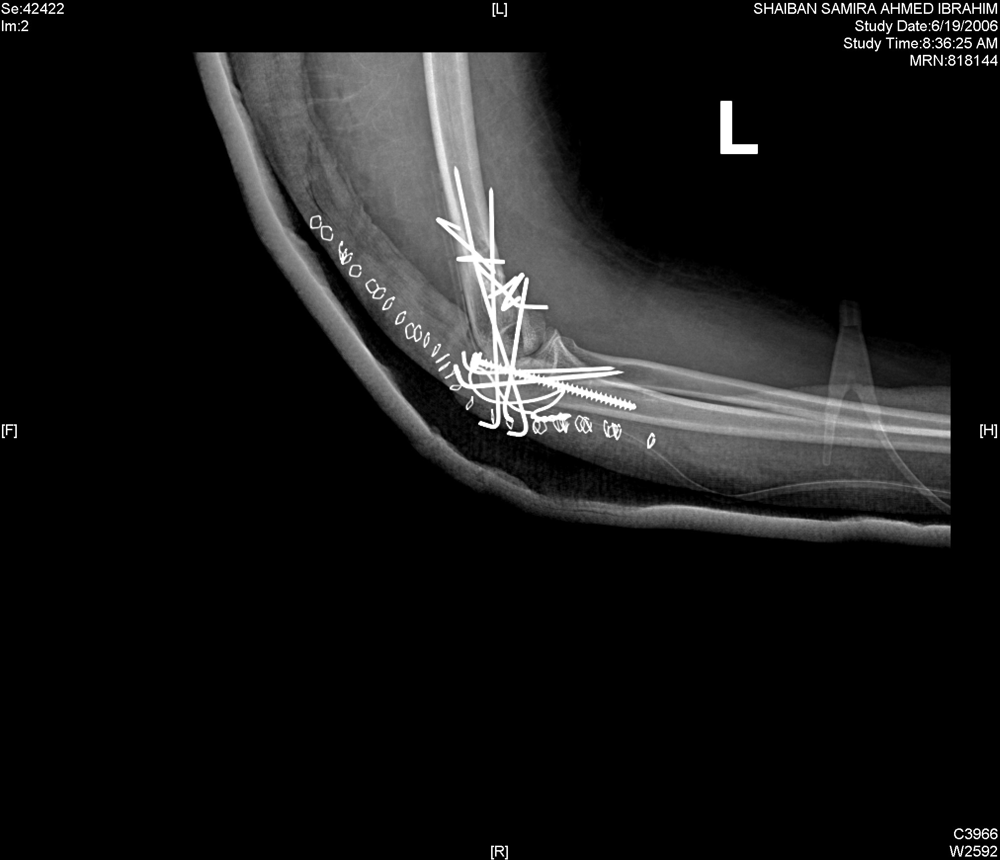 Se:42422
Im:2
[L]
SHAIBAN SAMIRA AHMED IBRAHIM
Study Date:6/19/2006
Study Time:8:36:25 AM
MRN:818144
L
[F]
[H]
[R]
C3966
W2592